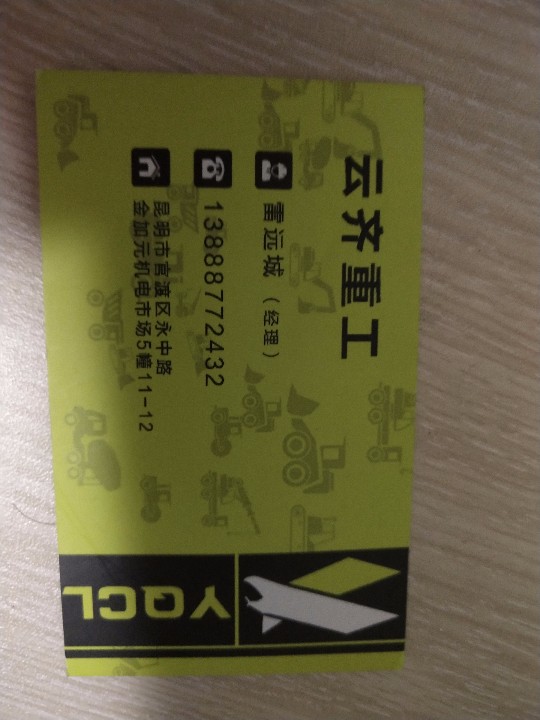 云齐重工
雷远城（经理）
13888772432
昆明市官渡区永中路
金加元机电市场5幢11-12
YQCL